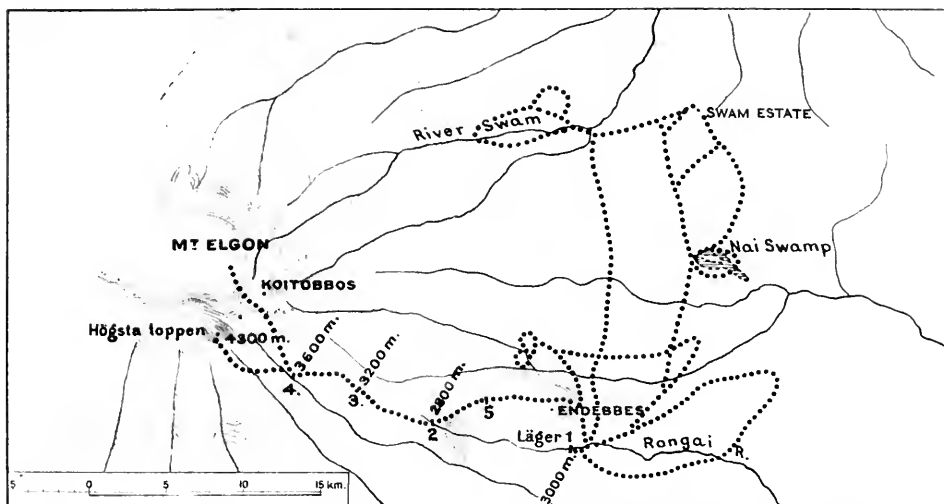 River Swam
SWAM ESTATE
Nai Swamp
MT ELGON
KOITOBBOS
Högsta toppen
4300 m.
3600 m.
3200 m.
2800 m.
4.
3.
2
5
ENDEBBES
Läger 1
Rongai
R.
3000 m.
5 0 5 10 15 km.